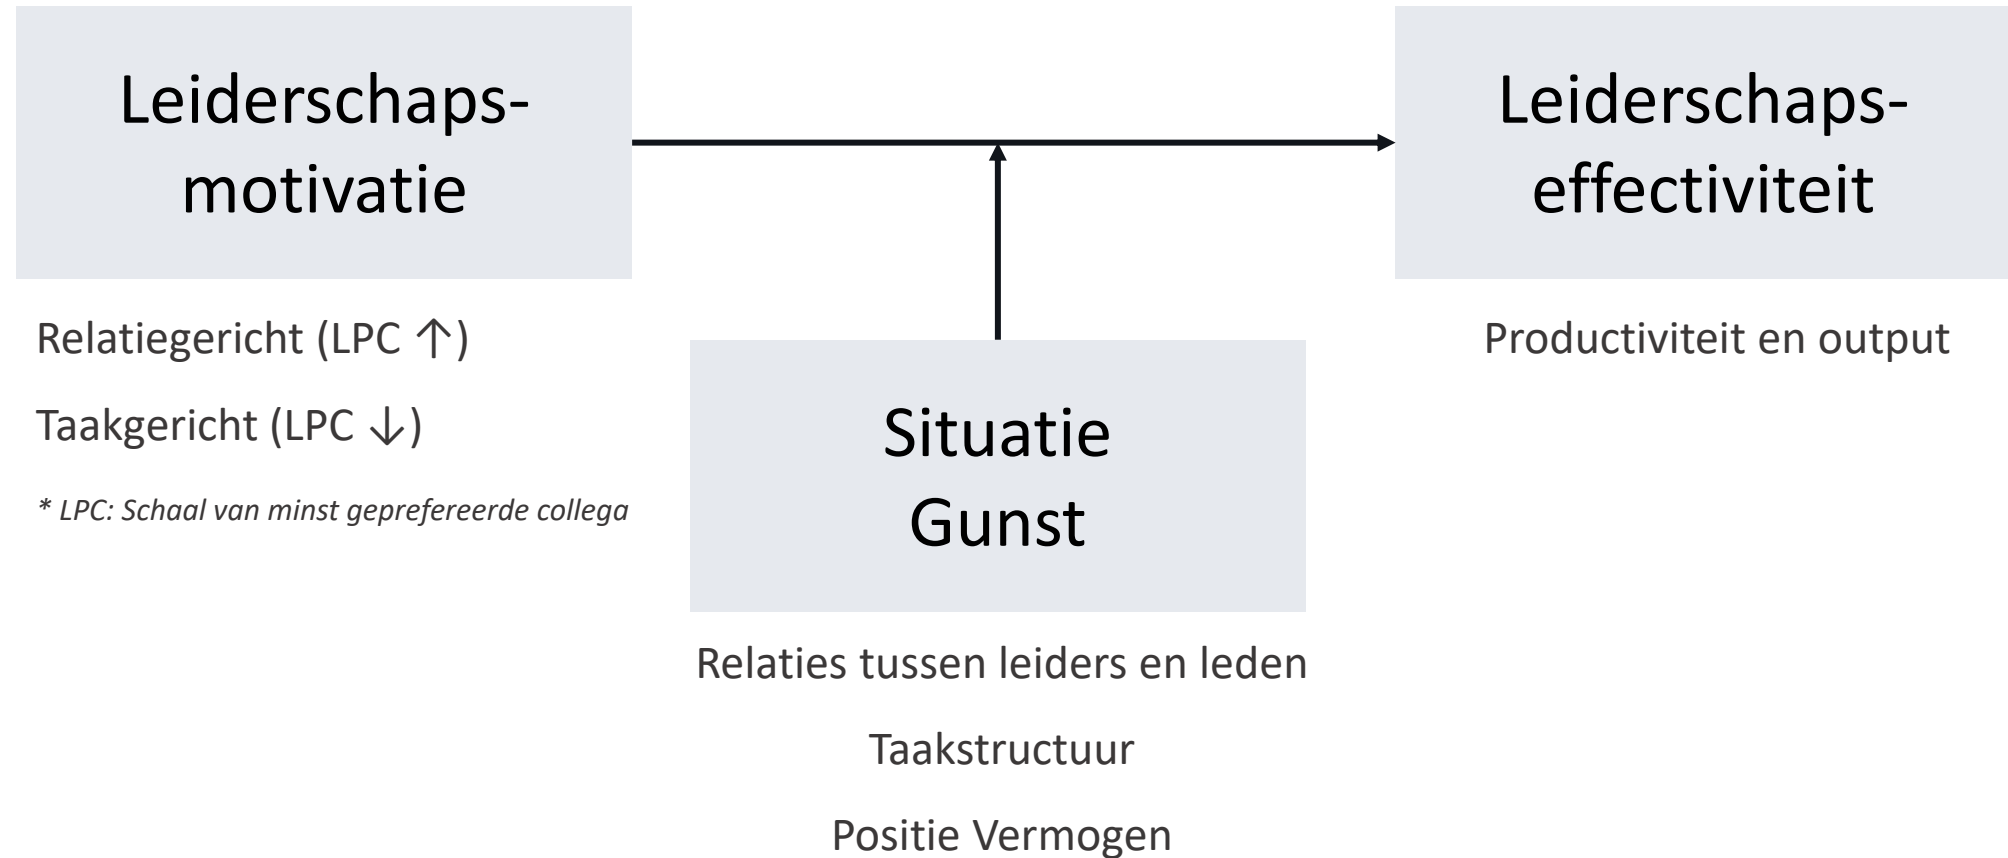 Leiderschaps-
motivatie
Relatiegericht (LPC ↑)
Taakgericht (LPC ↓)
* LPC: Schaal van minst geprefereerde collega
Situatie
Gunst
Relaties tussen leiders en leden
Taakstructuur
Positie Vermogen
Leiderschaps-
effectiviteit
Productiviteit en output